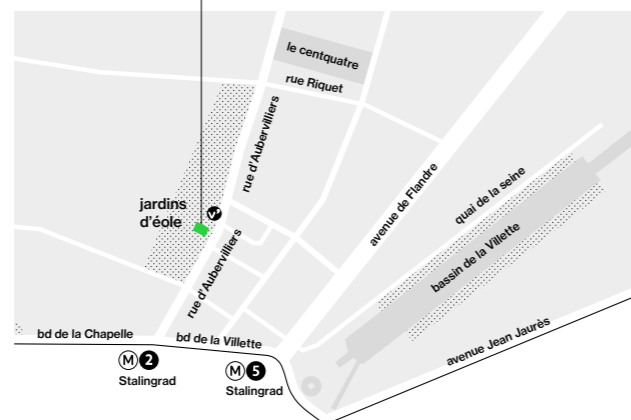 le centquatre
rue Riquet
rue d'Aubervilliers
jardins
d'éole
V'
rue d'Aubervilliers
avenue de Flandre
quai de la seine
bassin de la Villette
bd de la Chapelle
bd de la Villette
avenue Jean Jaurès
M 2
Stalingrad
M 5
Stalingrad